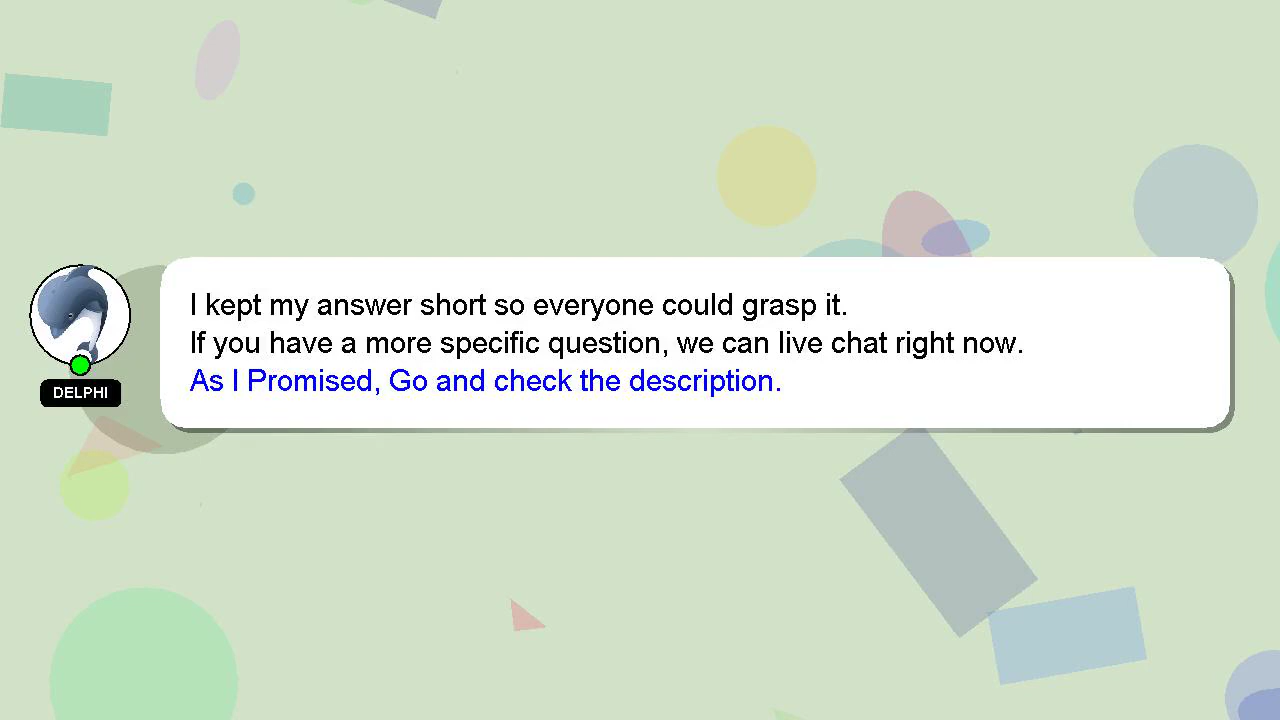 I kept my answer short so everyone could grasp it.
If you have a more specific question, we can live chat right now.
As I Promised, Go and check the description.
DELPHI